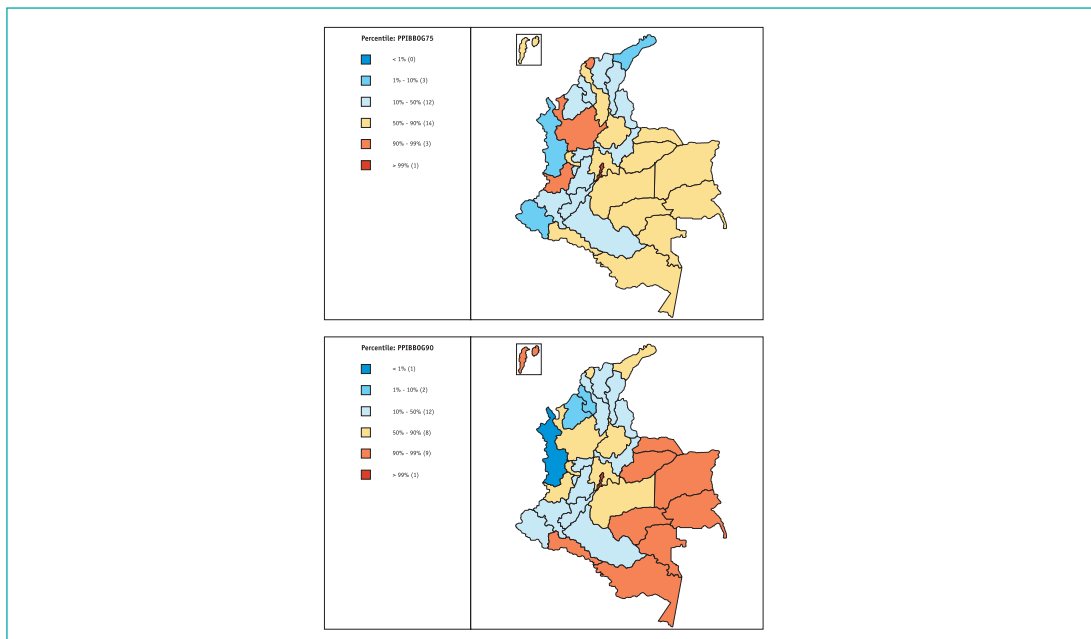 Percentile: PPIBBOG75
< 1% (0)
1% - 10% (3)
10% - 50% (12)
50% - 90% (14)
90% - 99% (3)
> 99% (1)
Percentile: PPIBBOG90
< 1% (1)
1% - 10% (2)
10% - 50% (12)
50% - 90% (8)
90% - 99% (9)
> 99% (1)